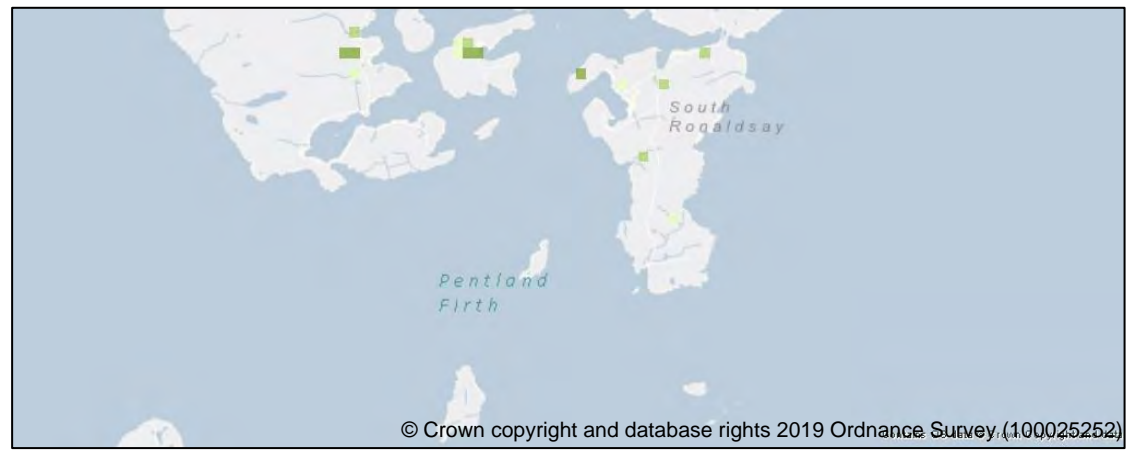 South
Ronaldsay
Pentland
Firth
© Crown copyright and database rights 2019 Ordnance Survey (100025252)